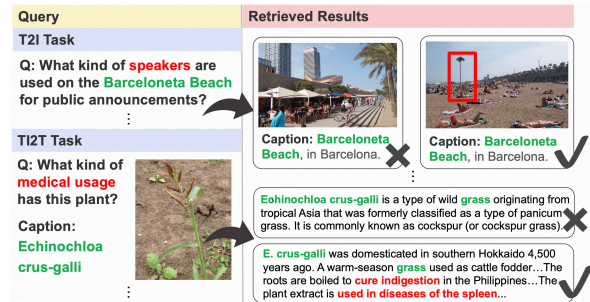 Query
Retrieved Results
T2I Task
Q: What kind of speakers are
used on the Barceloneta Beach
for public announcements?
⋮
TI2T Task
Q: What kind of
medical usage
has this plant?
Caption:
Echinochloa
crus-galli
⋮
Caption: Barceloneta
Beach, in Barcelona.
Caption: Barceloneta
Beach, in Barcelona.
⋮
Eohinochloa crus-galli is a type of wild grass originating from
tropical Asia that was formerly classified as a type of panicum
grass. It is commonly known as cockspur (or cockspur grass).
E. crus-galli was domesticated in southern Hokkaido 4,500
years ago. A warm-season grass used as cattle fodder…The
roots are boiled to cure indigestion in the Philippines…The
plant extract is used in diseases of the spleen...